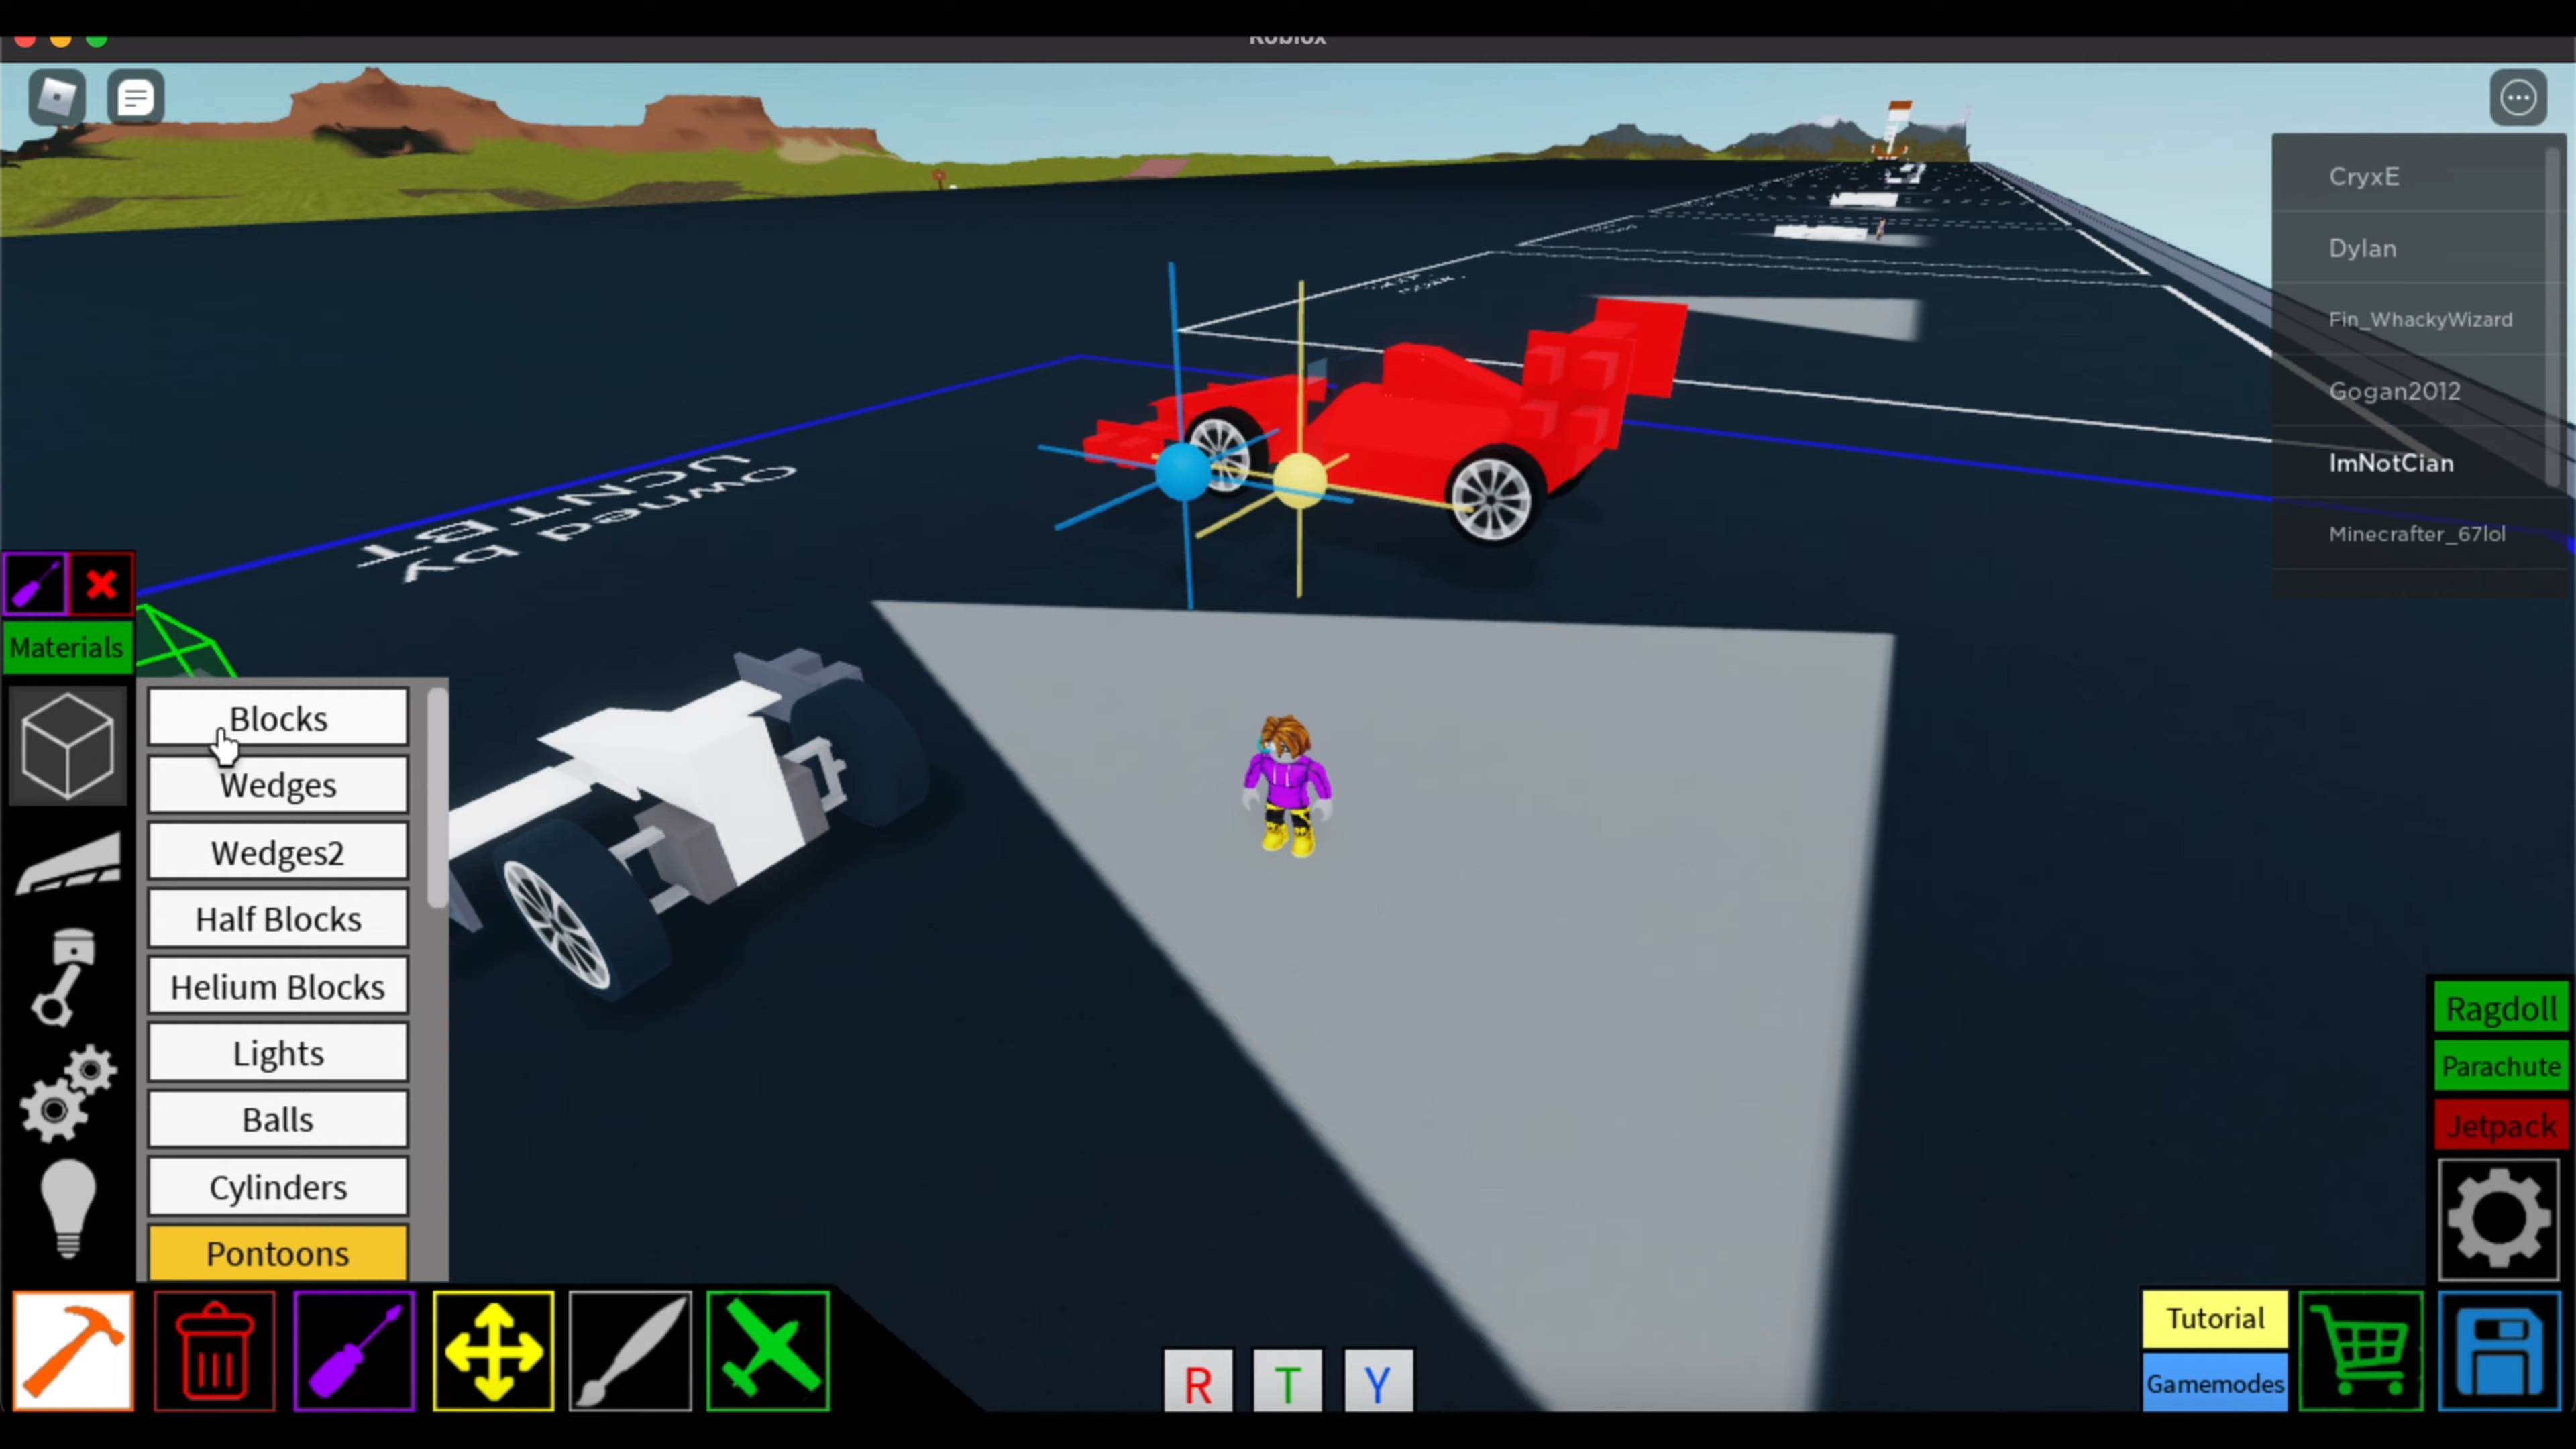 Roblox
CryxE
Dylan
Fin_WhackyWizard
Gogan2012
ImNotCian
Minecrafter_67lol
Owned by
UCNTBT
Materials
Blocks
Wedges
Wedges2
Half Blocks
Helium Blocks
Lights
Balls
Cylinders
Pontoons
Ragdoll
Parachute
Jetpack
Tutorial
Gamemodes
R T Y